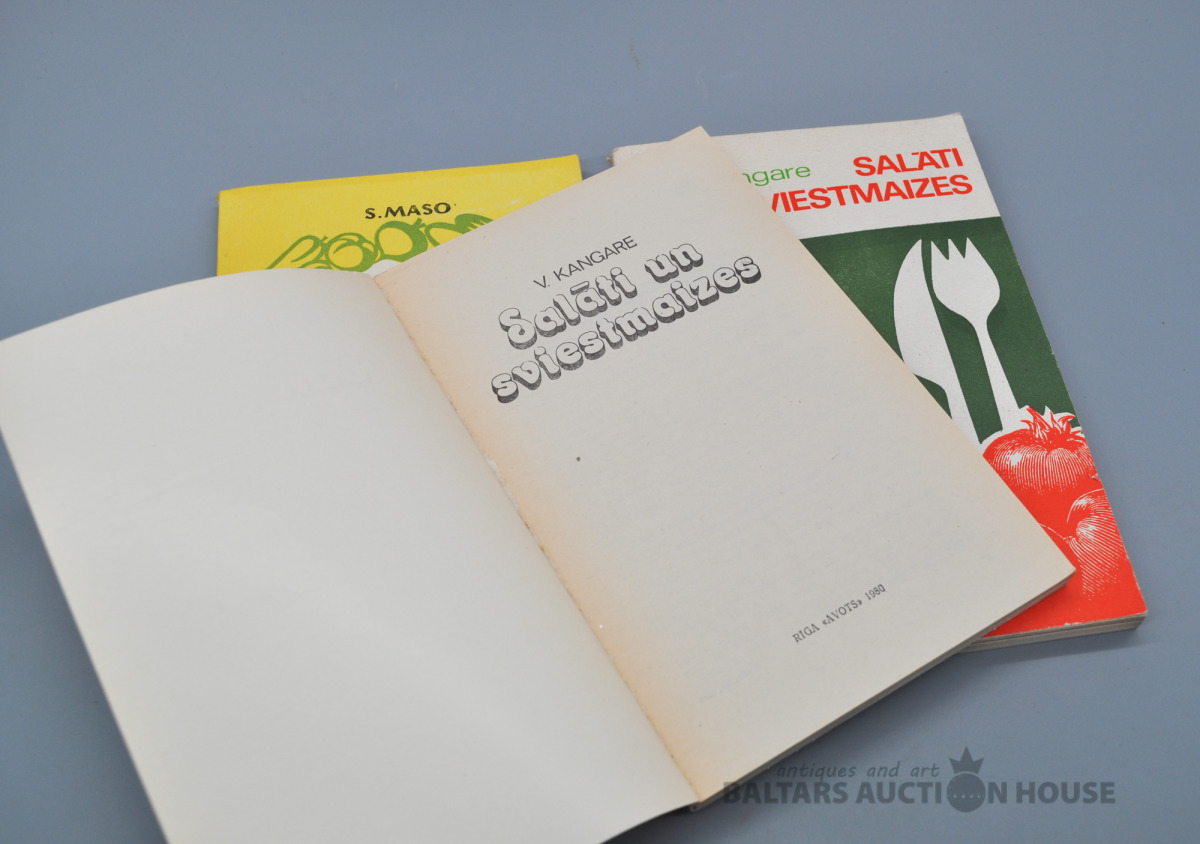 S. MASO
V. KANGARE
Salāti un
sviestmaizes
RIGA «AVOTS» 1980
ngare SALĀTI
VIESTMAIZES
antiques and art
BALTARS AUCTION HOUSE